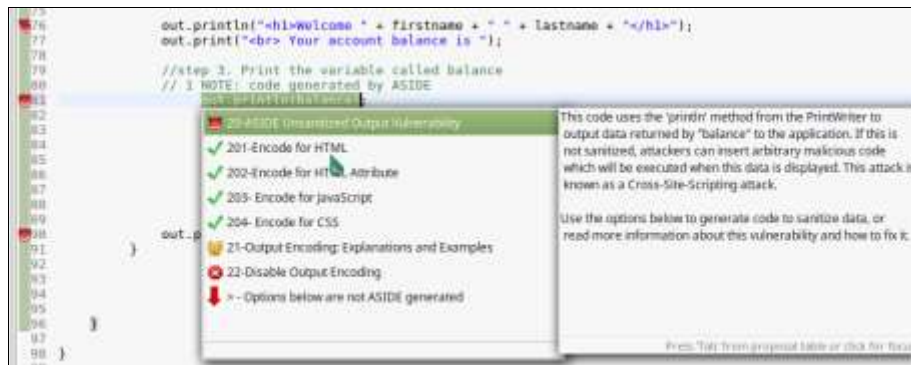 75
76 out.println("<h1>Welcome " + firstname + " " + lastname + "</h1>");
77 out.print("<br> Your account balance is ");
78
79 //step 3. Print the variable called balance
80 // 1 NOTE: code generated by ASIDE
81 out.println(balance);
82 20-ASIDE Unsanitized Output Vulnerability
83 201-Encode for HTML
84 202-Encode for HTML Attribute
85 203- Encode for JavaScript
86 204- Encode for CSS
87 21-Output Encoding: Explanations and Examples
88 22-Disable Output Encoding
89 > - Options below are not ASIDE generated
90 out.p
91 }
92
93
94
95
96 }
97
98 }
This code uses the 'println' method from the PrintWriter to
output data returned by "balance" to the application. If this is
not sanitized, attackers can insert arbitrary malicious code
which will be executed when this data is displayed. This attack is
known as a Cross-Site-Scripting attack.
Use the options below to generate code to sanitize data, or
read more information about this vulnerability and how to fix it.
Press 'Tab' from proposal table or click for focus